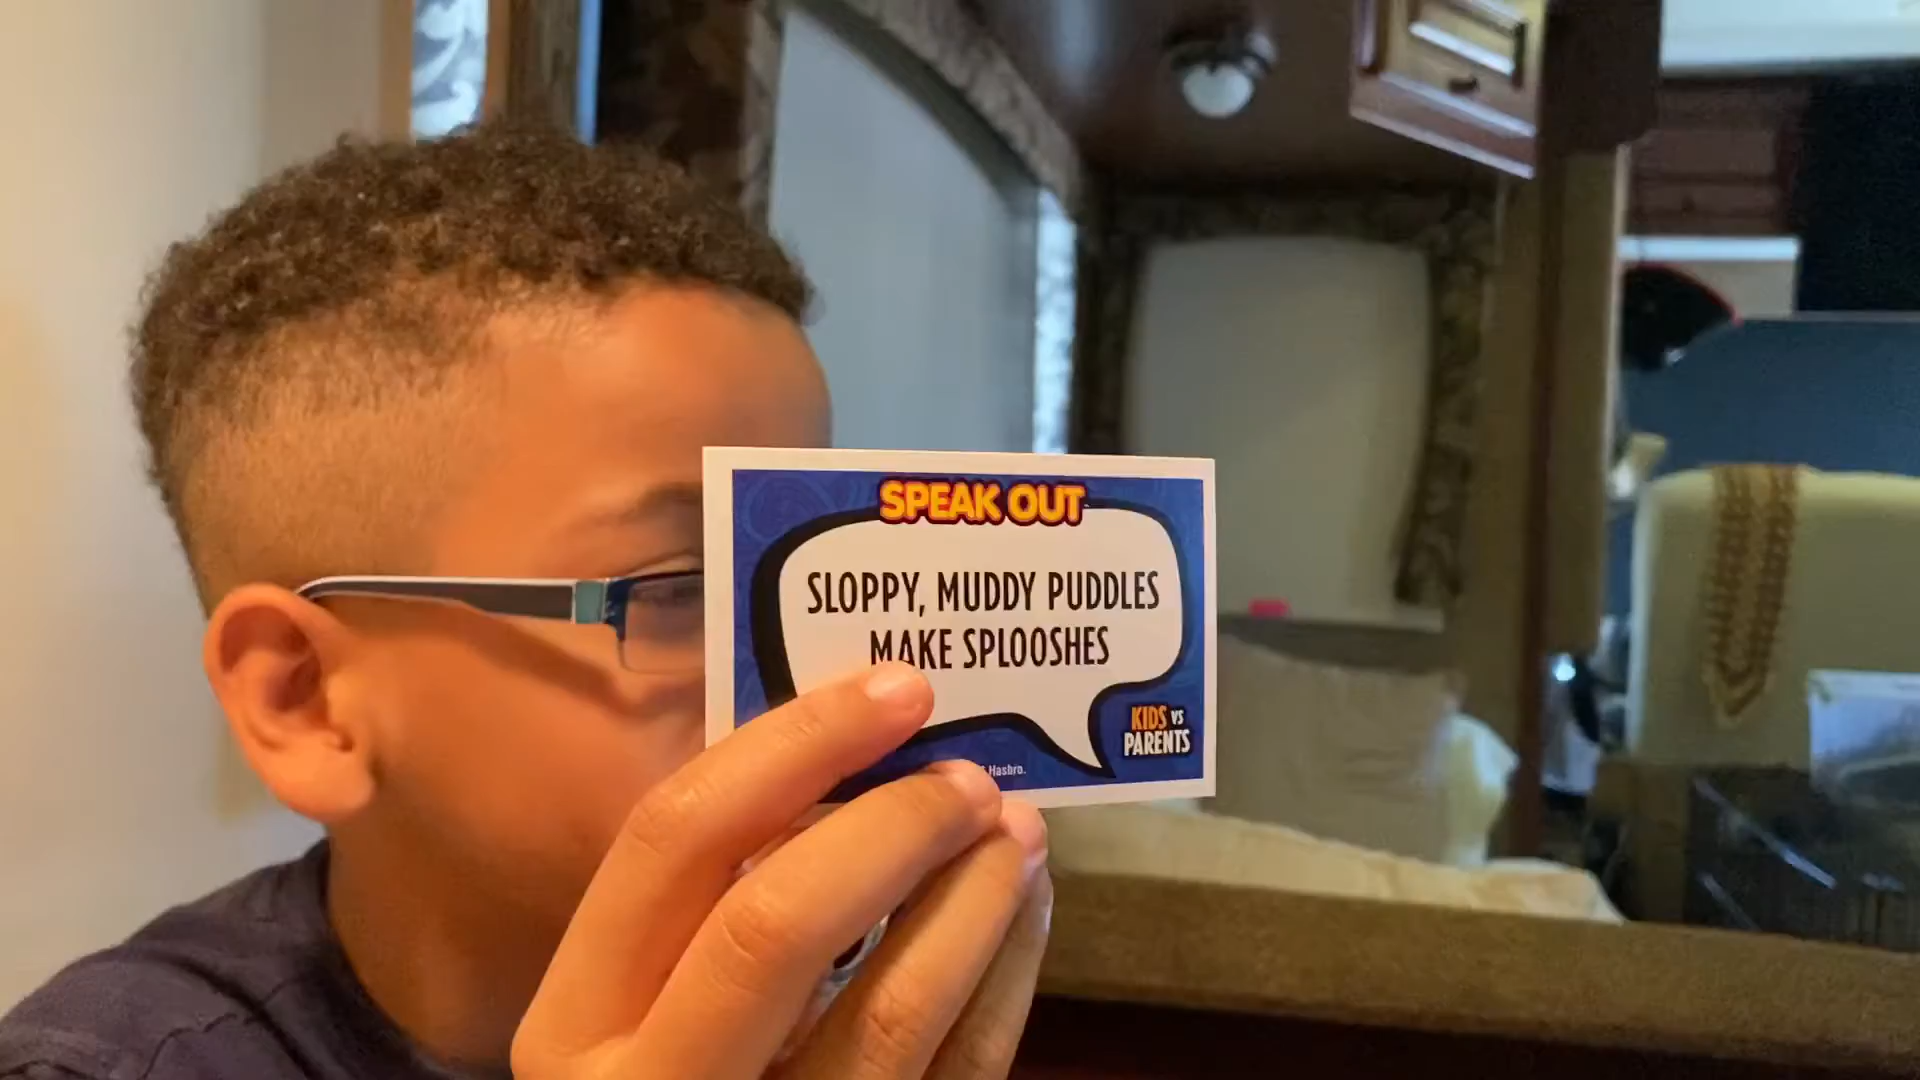 SPEAK OUT
SLOPPY, MUDDY PUDDLES
MAKE SPLOOSHES
KIDS VS
PARENTS
Hasbro.